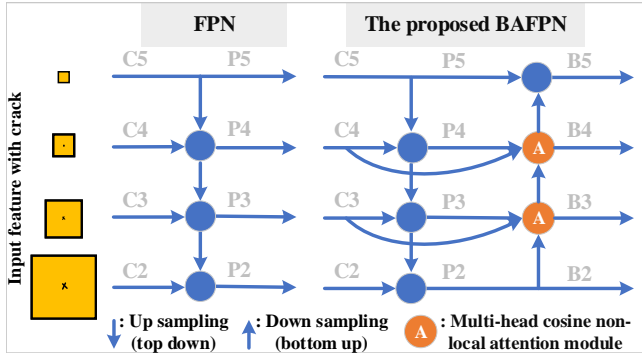 FPN
The proposed BAFPN
Input feature with crack
C5 P5
C5 P5 B5
C4 P4
C4 P4 A B4
C3 P3
C3 P3 A B3
C2 P2
C2 P2 B2
: Up sampling
(top down)
: Down sampling
(bottom up)
A : Multi-head cosine non-
local attention module